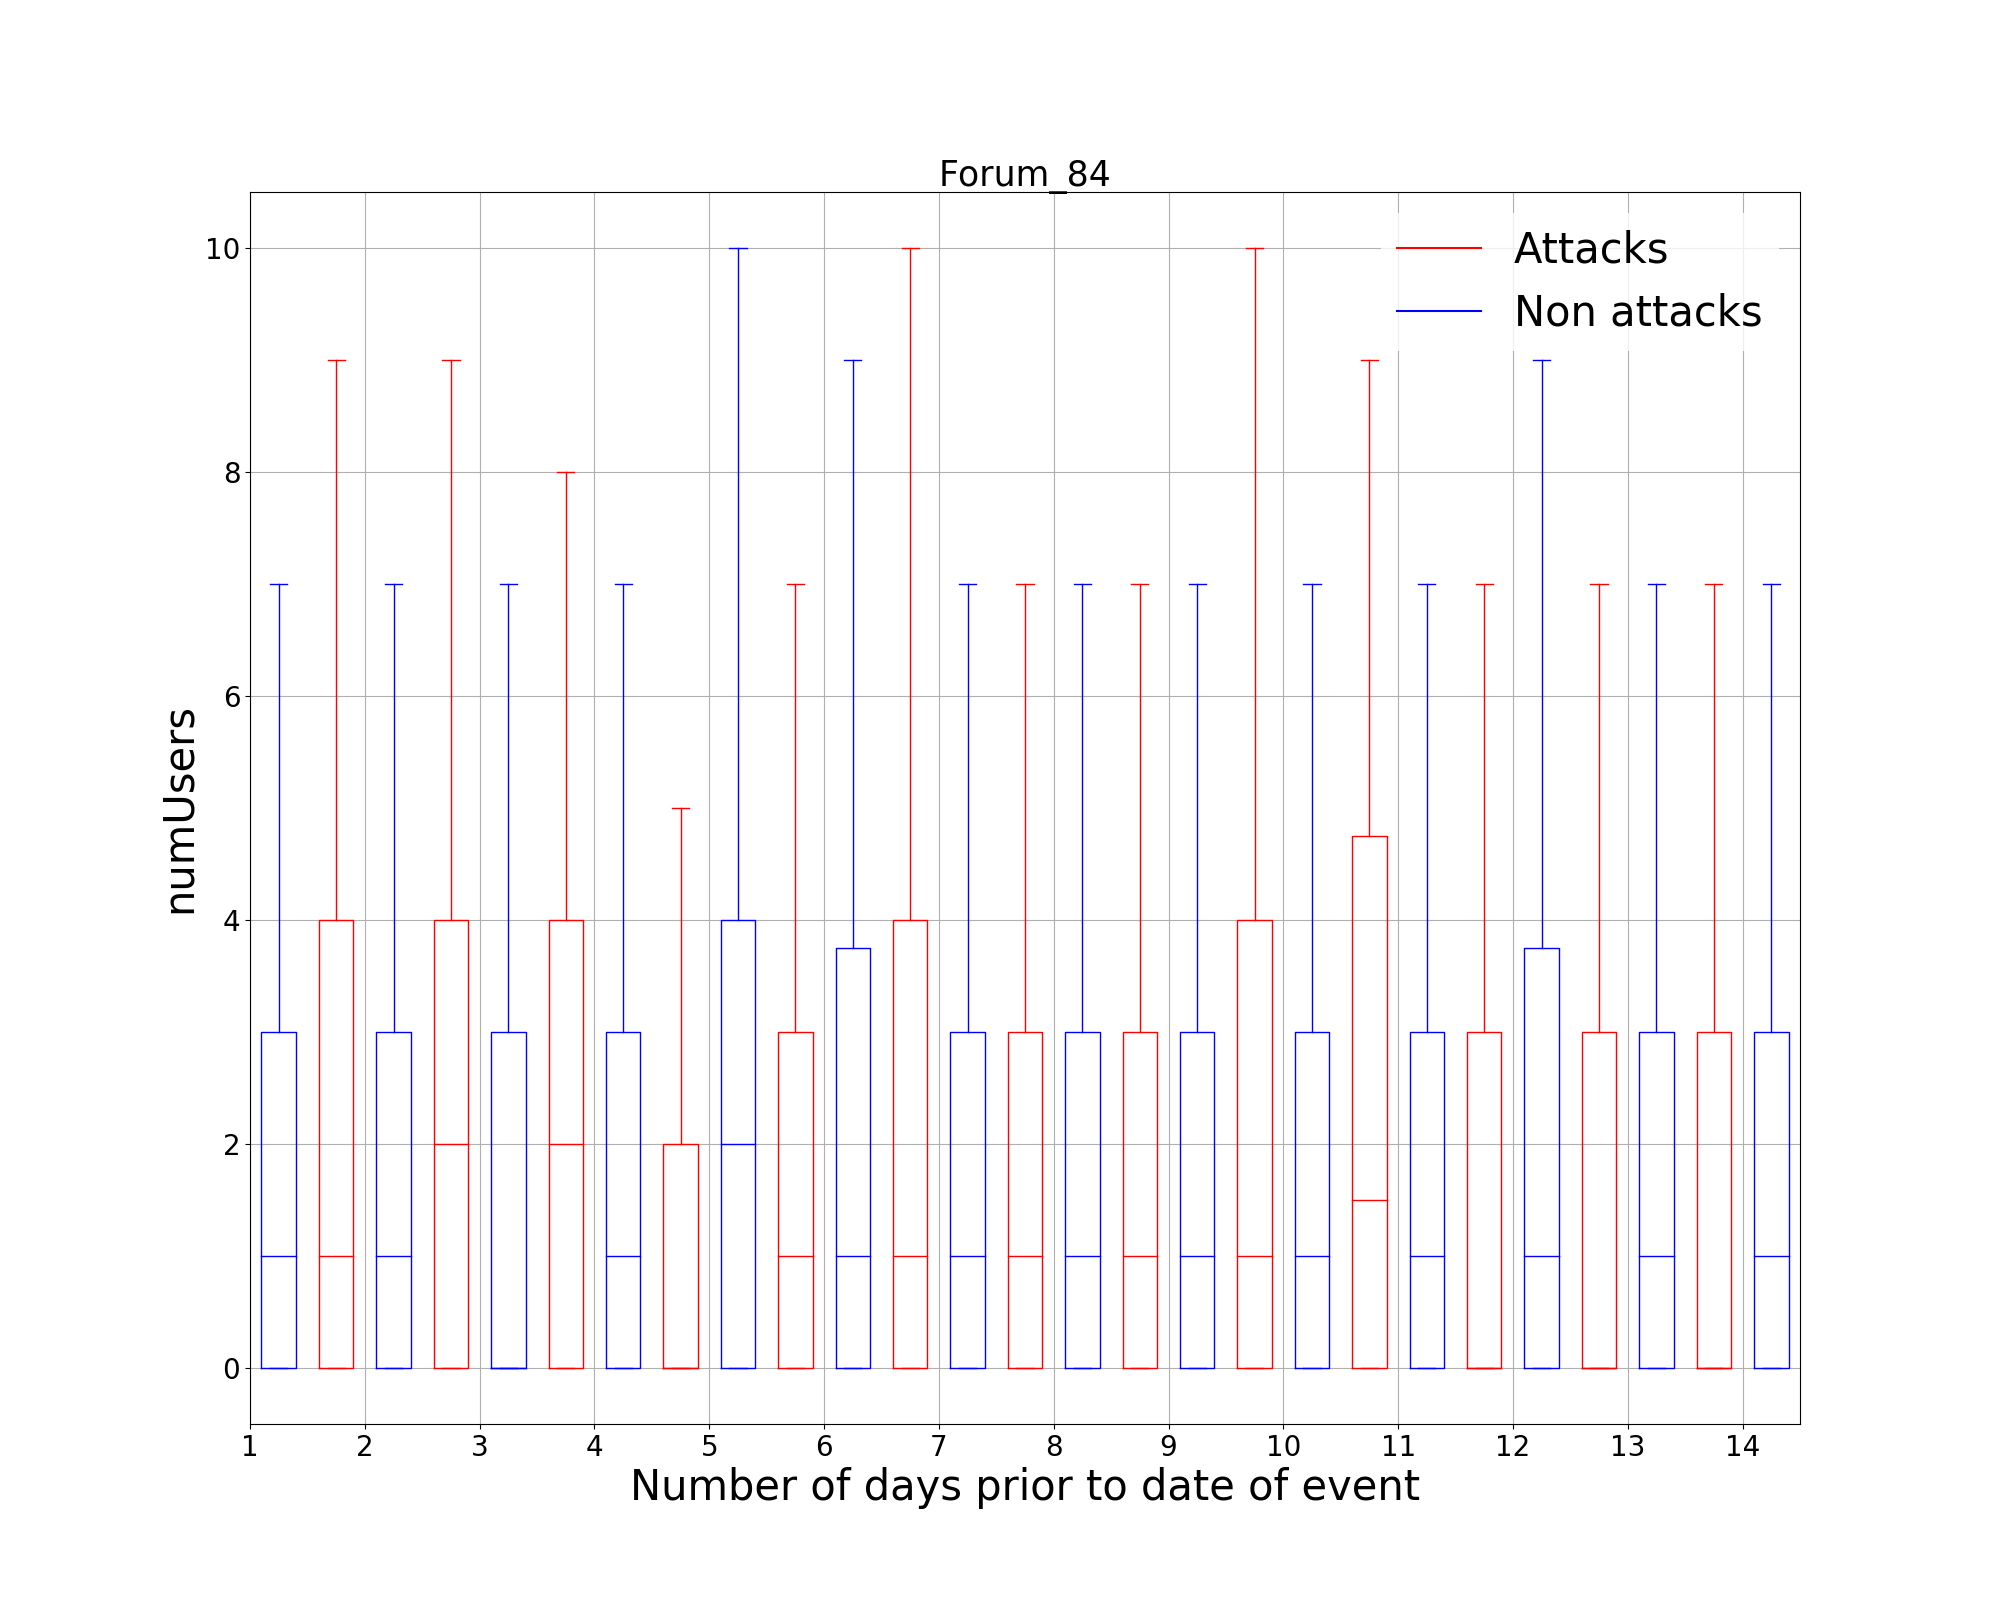 Forum_84
Attacks
Non attacks
numUsers
10
8
6
4
2
0
1 2 3 4 5 6 7 8 9 10 11 12 13 14
Number of days prior to date of event